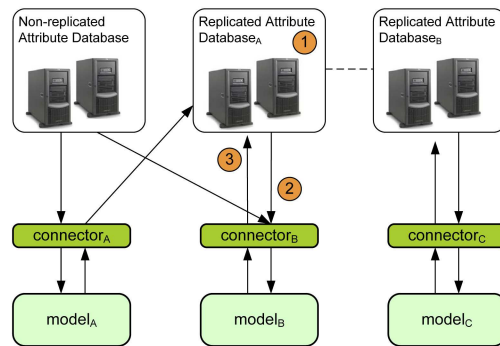 Non-replicated
Attribute Database
Replicated Attribute
DatabaseA
1
Replicated Attribute
DatabaseB
3
2
connectorA
connectorB
connectorC
modelA
modelB
modelC